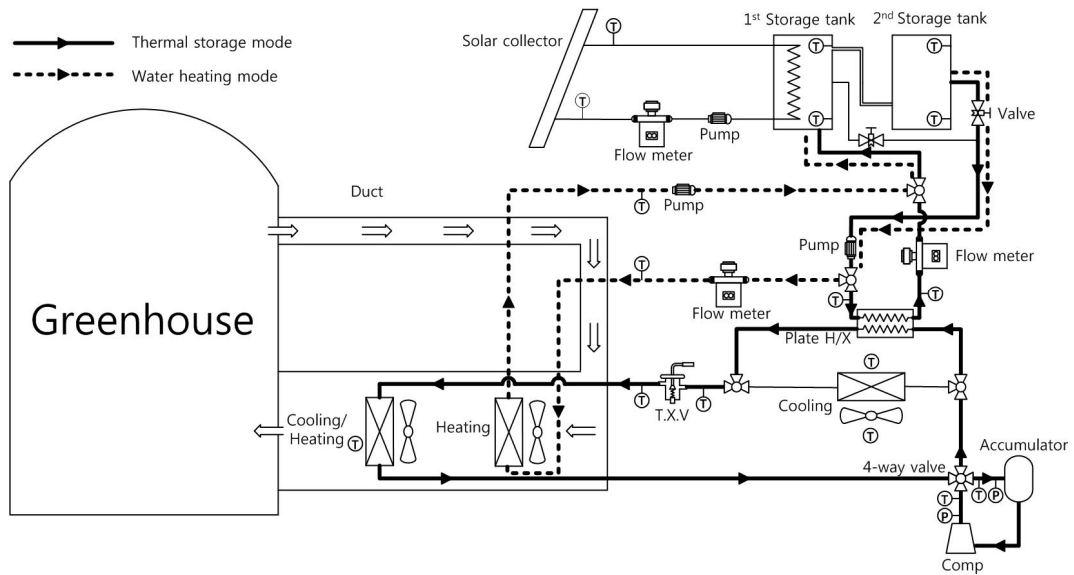 Thermal storage mode
Water heating mode
Solar collector
1st Storage tank
2nd Storage tank
T
T
T
T
T
T
Valve
Pump
Flow meter
Duct
T
Pump
Pump
Flow meter
T
T
T
Flow meter
Greenhouse
Plate H/X
T
T
T
T.X.V
Cooling
T
Cooling/
Heating
T
Heating
4-way valve
Accumulator
T
P
T
P
Comp